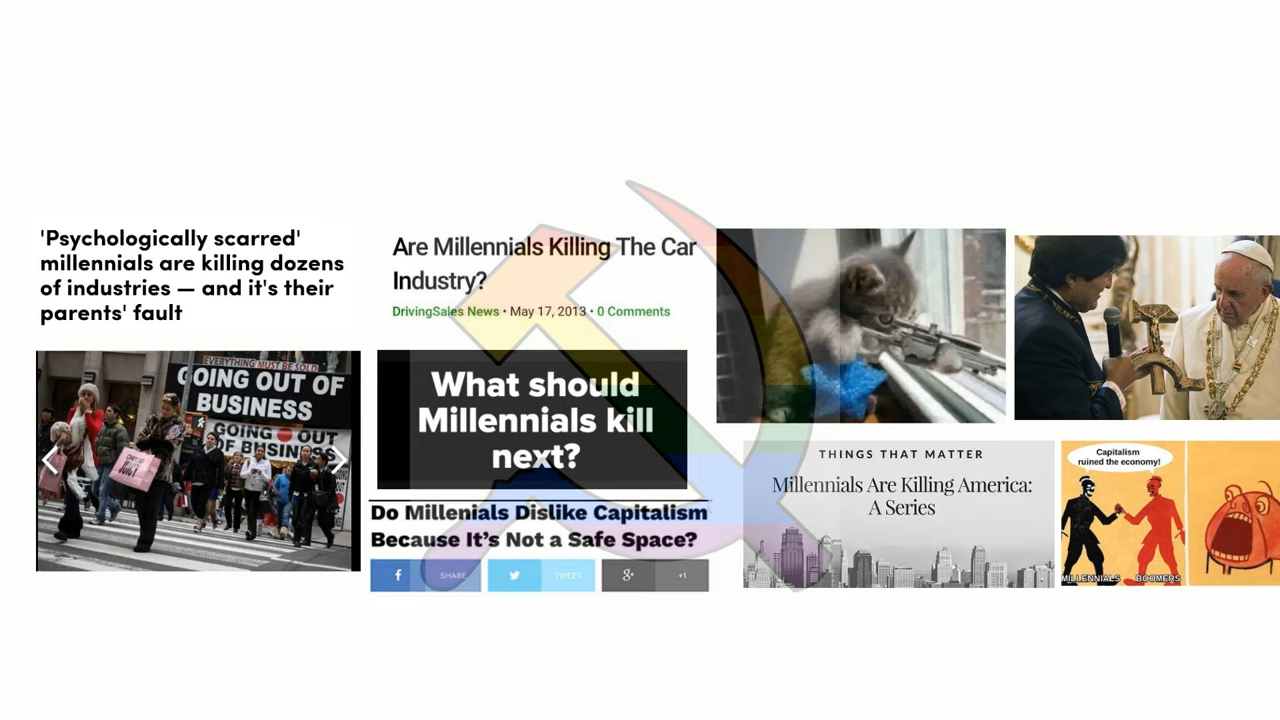 'Psychologically scarred'
millennials are killing dozens
of industries — and it's their
parents' fault
EVERYTHING MUST BE SOLD
GOING OUT OF
BUSINESS
GOING OUT
OF BUSINESS
Are Millennials Killing The Car
Industry?
DrivingSales News • May 17, 2013 • 0 Comments
What should
Millennials kill
next?
Do Millenials Dislike Capitalism
Because It's Not a Safe Space?
SHARE
TWEET
+1
THINGS THAT MATTER
Millennials Are Killing America:
A Series
Capitalism
ruined the economy!
MILLENNIALS
BOOMERS